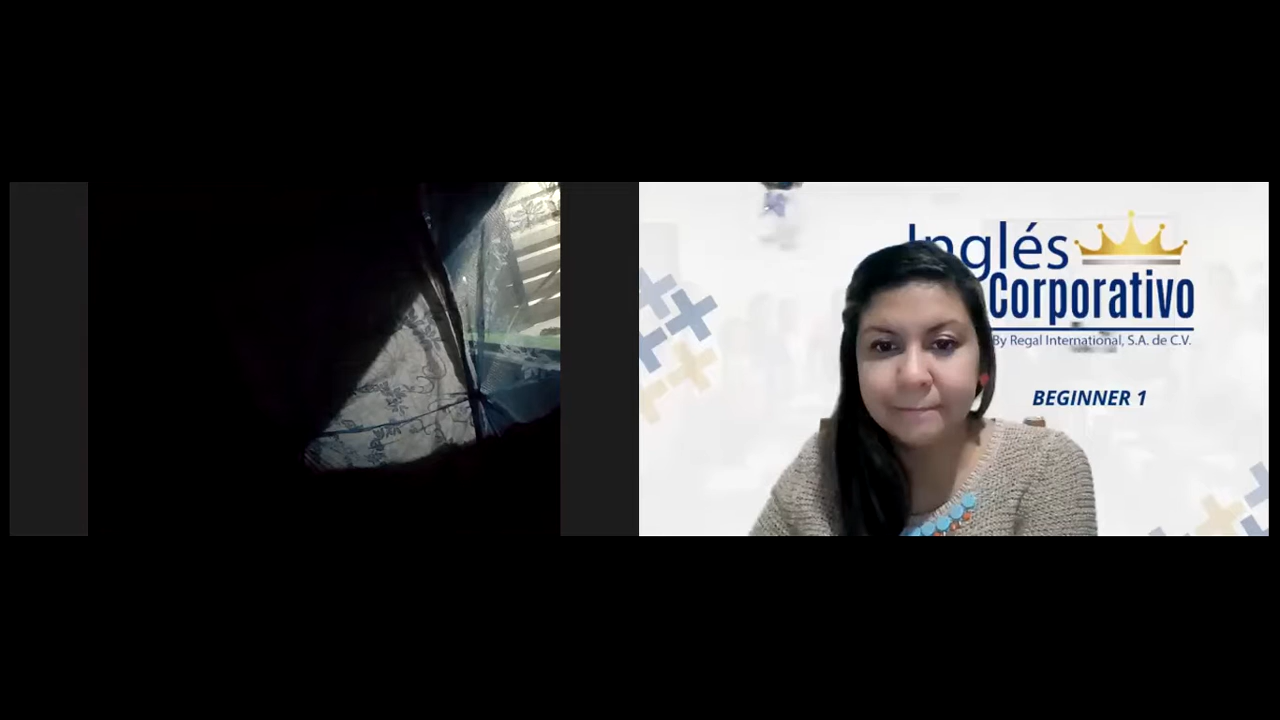 Inglés
Corporativo
By Regal International, S.A. de C.V.
BEGINNER 1